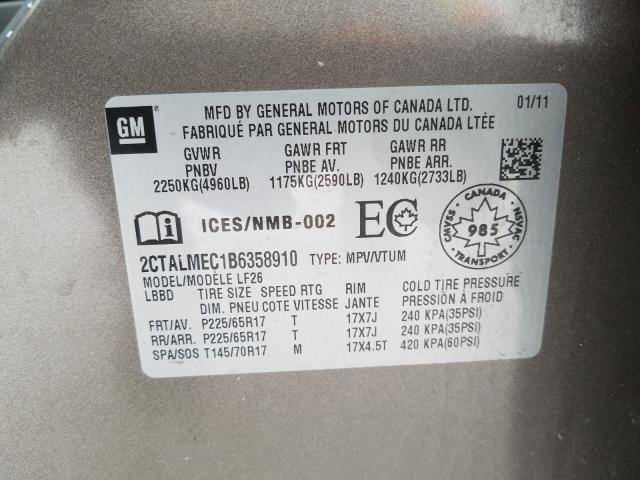 GM
MFD BY GENERAL MOTORS OF CANADA LTD. 01/11
FABRIQUÉ PAR GENERAL MOTORS DU CANADA LTÉE
GVWR GAWR FRT GAWR RR
PNBV PNBE AV. PNBE ARR.
2250KG(4960LB) 1175KG(2590LB) 1240KG(2733LB)
i ICES/NMB-002 EC
CANADA
CMVSS 985 NSVAC
TRANSPORT
2CTALMEC1B6358910 TYPE: MPV/VTUM
MODEL/MODÈLE LF26
LBBD TIRE SIZE SPEED RTG RIM COLD TIRE PRESSURE
DIM. PNEU COTE VITESSE JANTE PRESSION À FROID
FRT/AV. P225/65R17 T 17X7J 240 KPA(35PSI)
RR/ARR. P225/65R17 T 17X7J 240 KPA(35PSI)
SPA/SOS T145/70R17 M 17X4.5T 420 KPA(60PSI)